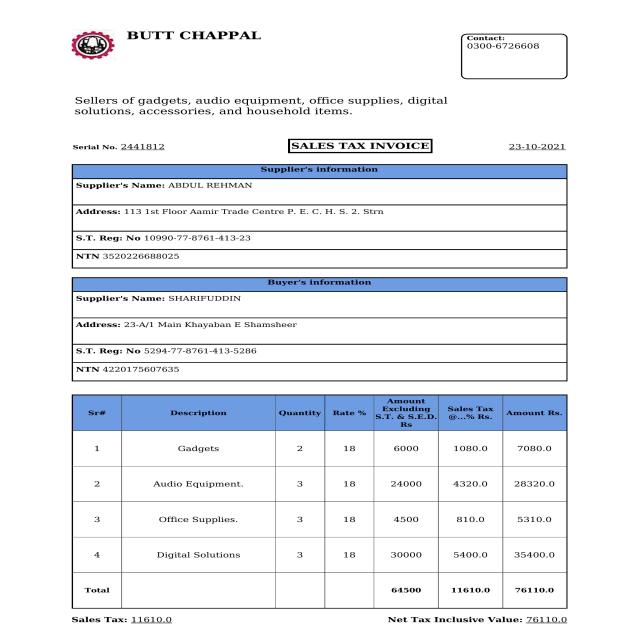 BUTT CHAPPAL
Contact:
0300-6726608
Sellers of gadgets, audio equipment, office supplies, digital
solutions, accessories, and household items.
Serial No. 2441812 SALES TAX INVOICE 23-10-2021
Supplier's information
Supplier's Name: ABDUL REHMAN
Address: 113 1st Floor Aamir Trade Centre P. E. C. H. S. 2. Strn
S.T. Reg: No 10990-77-8761-413-23
NTN 3520226688025
Buyer's information
Supplier's Name: SHARIFUDDIN
Address: 23-A/1 Main Khayaban E Shamsheer
S.T. Reg: No 5294-77-8761-413-5286
NTN 4220175607635
Sr# Description Quantity Rate % Amount Excluding S.T. & S.E.D. Rs Sales Tax @...% Rs. Amount Rs.
1 Gadgets 2 18 6000 1080.0 7080.0
2 Audio Equipment. 3 18 24000 4320.0 28320.0
3 Office Supplies. 3 18 4500 810.0 5310.0
4 Digital Solutions 3 18 30000 5400.0 35400.0
Total 64500 11610.0 76110.0
Sales Tax: 11610.0 Net Tax Inclusive Value: 76110.0